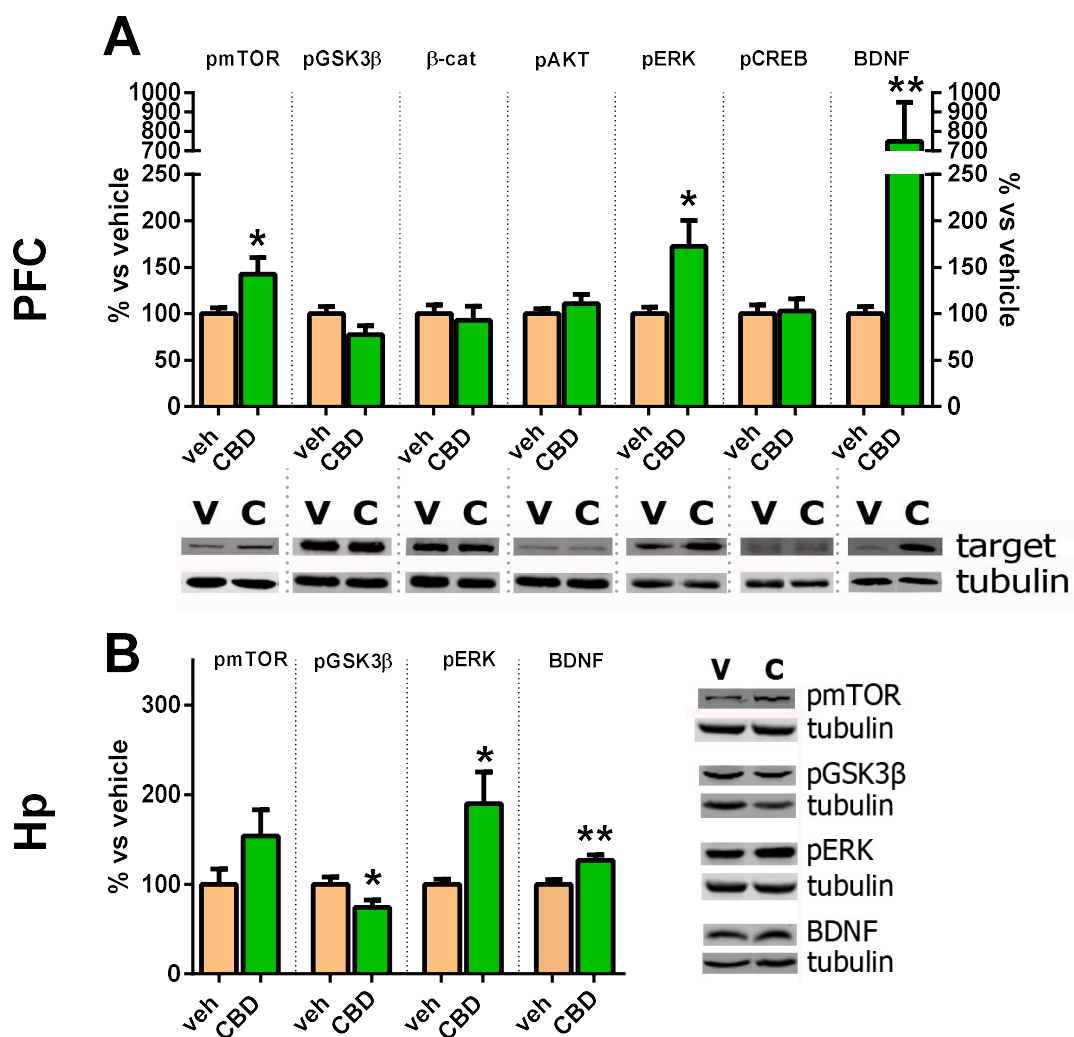 A
pmTOR pGSK3β β-cat pAKT pERK pCREB BDNF
PFC
% vs vehicle
1000
900
800
700
250
200
150
100
50
0
* * **
1000
900
800
700
250
200
150
100
50
0
% vs vehicle
veh CBD veh CBD veh CBD veh CBD veh CBD veh CBD veh CBD
V C V C V C V C V C V C V C
target
tubulin
B
pmTOR pGSK3β pERK BDNF
Hp
% vs vehicle
300
200
100
0
* * **
veh CBD veh CBD veh CBD veh CBD
V C
pmTOR
tubulin
pGSK3β
tubulin
pERK
tubulin
BDNF
tubulin